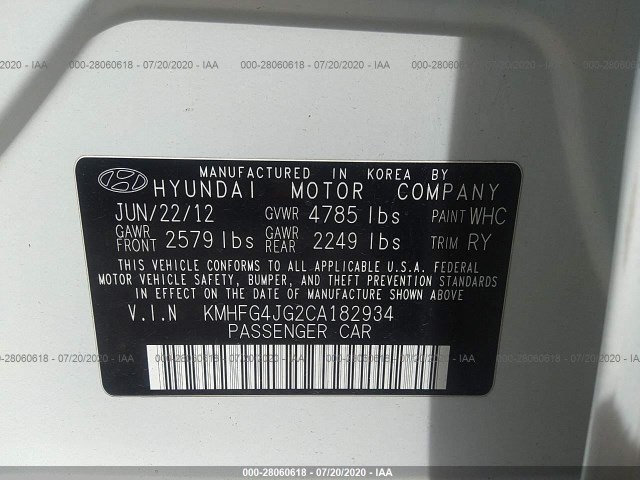 000-28060618 - 07/20/2020 - IAA
000-28060618 - 07/20/2020 - IAA
000-28060618 - 07/20/2020 - IAA
MANUFACTURED IN KOREA BY
HYUNDAI MOTOR COMPANY
JUN/22/12 GVWR 4785 lbs PAINT WHC
GAWR FRONT 2579 lbs GAWR REAR 2249 lbs TRIM RY
THIS VEHICLE CONFORMS TO ALL APPLICABLE U.S.A. FEDERAL
MOTOR VEHICLE SAFETY, BUMPER, AND THEFT PREVENTION STANDARDS
IN EFFECT ON THE DATE OF MANUFACTURE SHOWN ABOVE.
V.I.N KMHFG4JG2CA182934
PASSENGER CAR
000-28060618 - 07/20/2020 - IAA